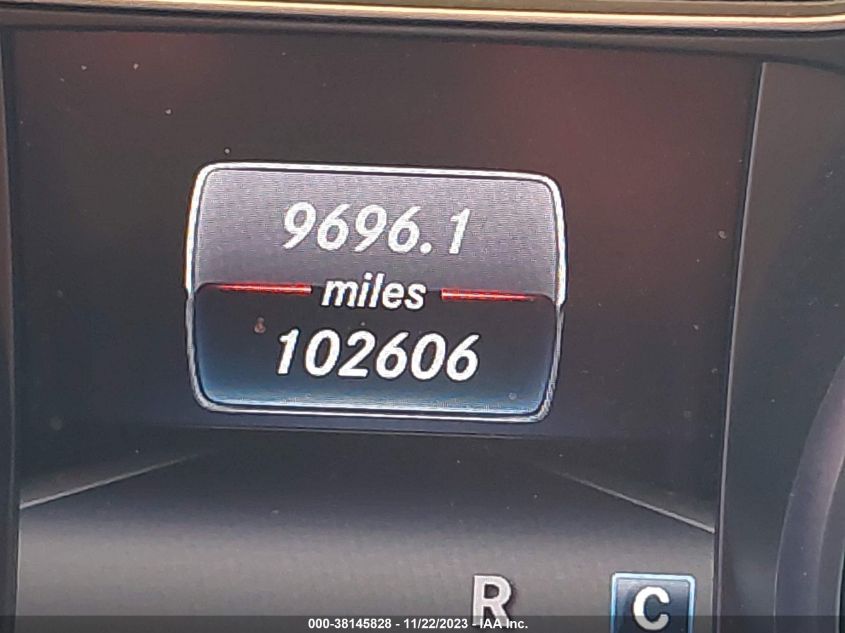 9696.1
miles
102606
R C
000-38145828 - 11/22/2023 - IAA Inc.